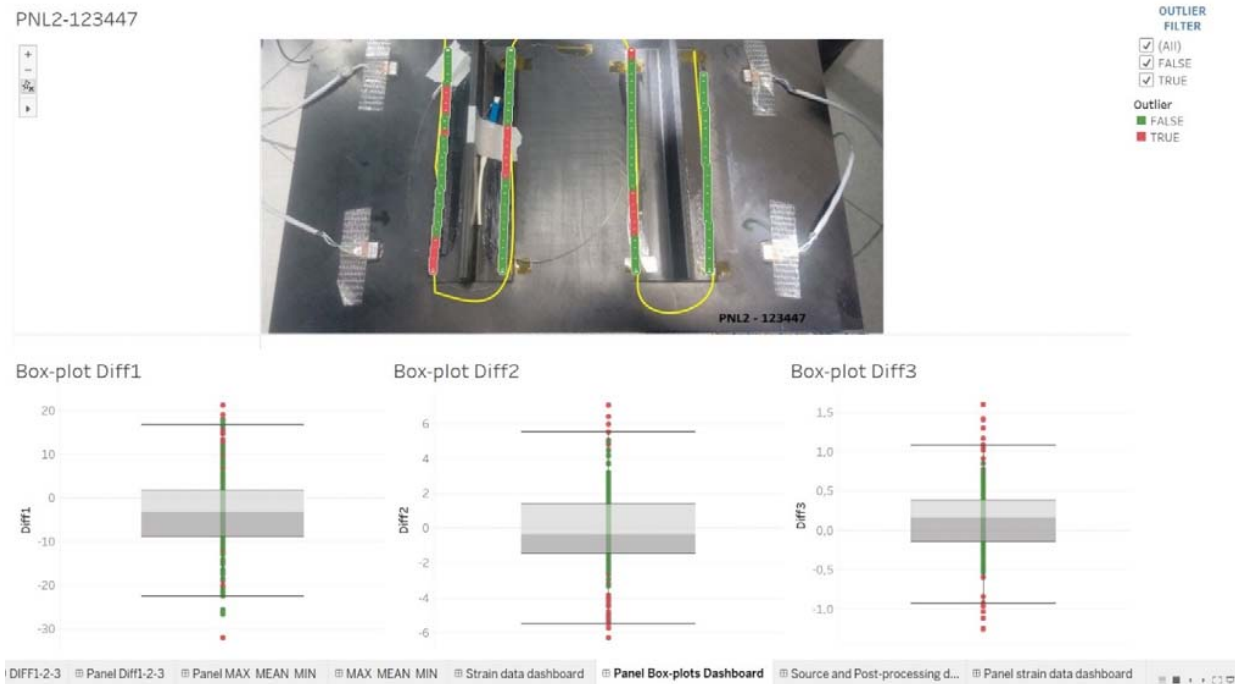 PNL2-123447
OUTLIER
FILTER
(All)
FALSE
TRUE
Outlier
FALSE
TRUE
PNL2 - 123447
Box-plot Diff1
Box-plot Diff2
Box-plot Diff3
20
10
0
-10
-20
-30
Diff1
6
4
2
0
-2
-4
-6
Diff2
1.5
1.0
0.5
0.0
-0.5
-1.0
Diff3
DIFF1-2-3 Panel Diff1-2-3 Panel MAX MEAN MIN MAX MEAN MIN Strain data dashboard Panel Box-plots Dashboard Source and Post-processing d... Panel strain data dashboard